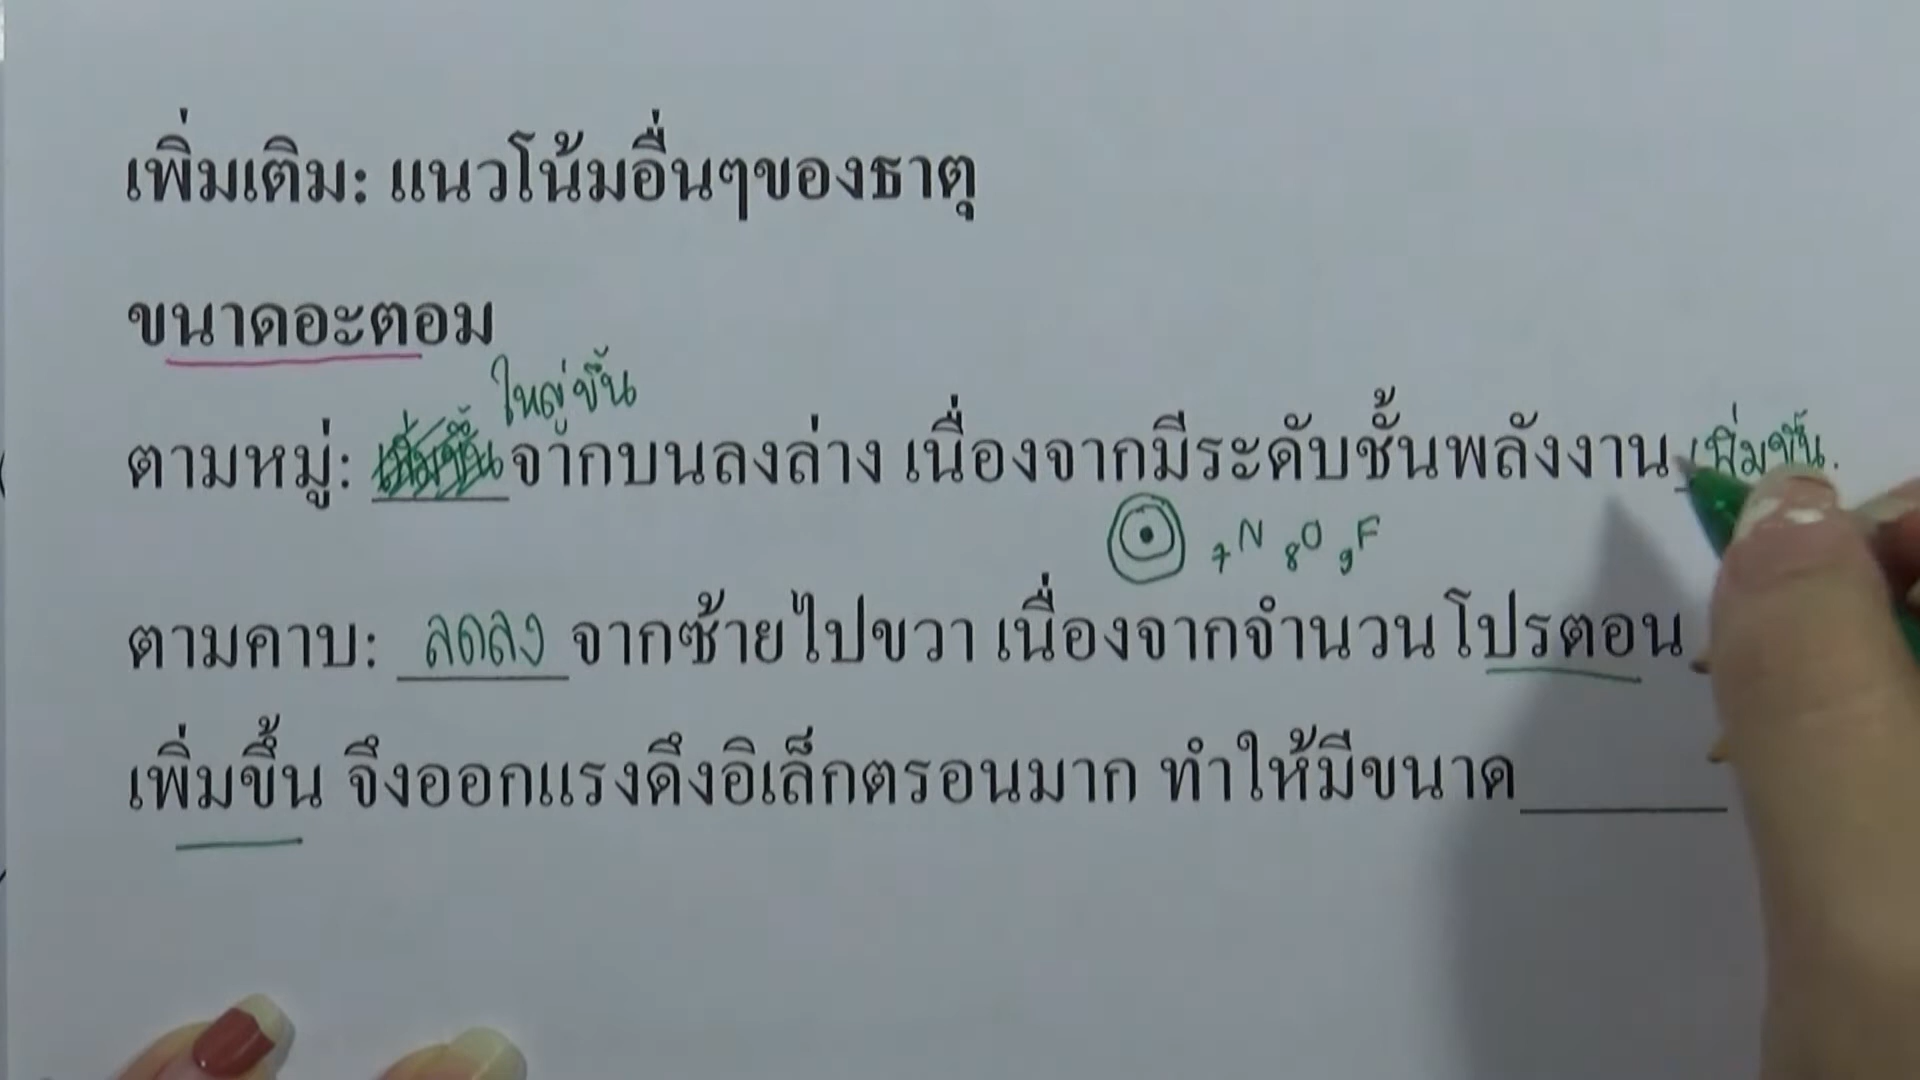 เพิ่มเติม: แนวโน้มอื่นๆของธาตุ
ขนาดอะตอม
ใหญ่ขึ้น
ตามหมู่: เพิ่มขึ้น จากบนลงล่าง เนื่องจากมีระดับชั้นพลังงาน เพิ่มขึ้น.
7N 8O 9F
ตามคาบ: ลดลง จากซ้ายไปขวา เนื่องจากจำนวนโปรตอน
เพิ่มขึ้น จึงออกแรงดึงอิเล็กตรอนมาก ทำให้มีขนาด